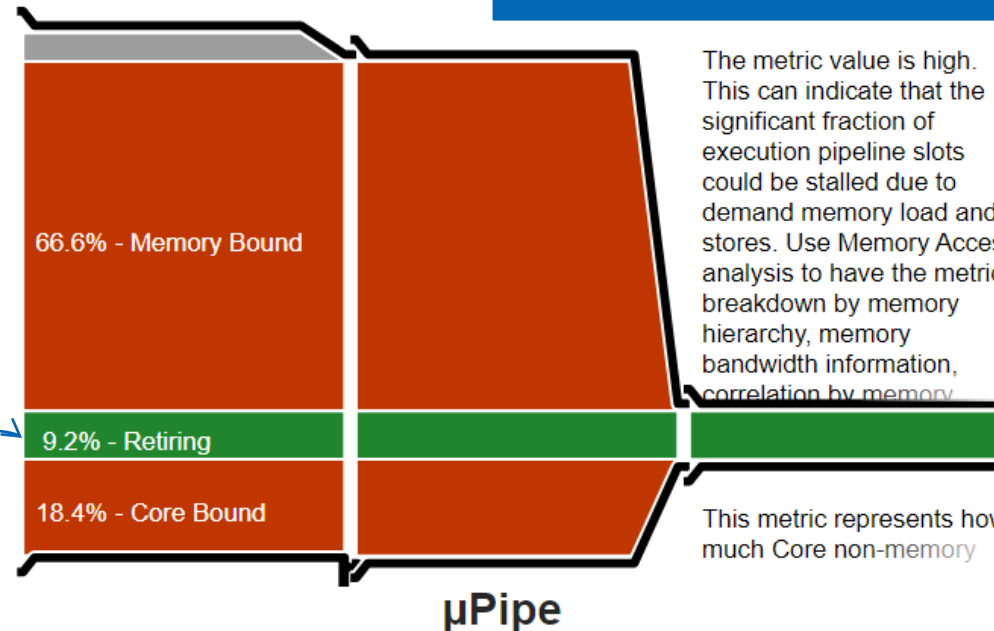 The metric value is high.
This can indicate that the
significant fraction of
execution pipeline slots
could be stalled due to
demand memory load and
stores. Use Memory
analysis to have the
breakdown by memory
hierarchy, memory
bandwidth information,
correlation by memory
66.6% - Memory Bound
9.2% - Retiring
18.4% - Core Bound
This metric represents
much Core non-memory
µPipe